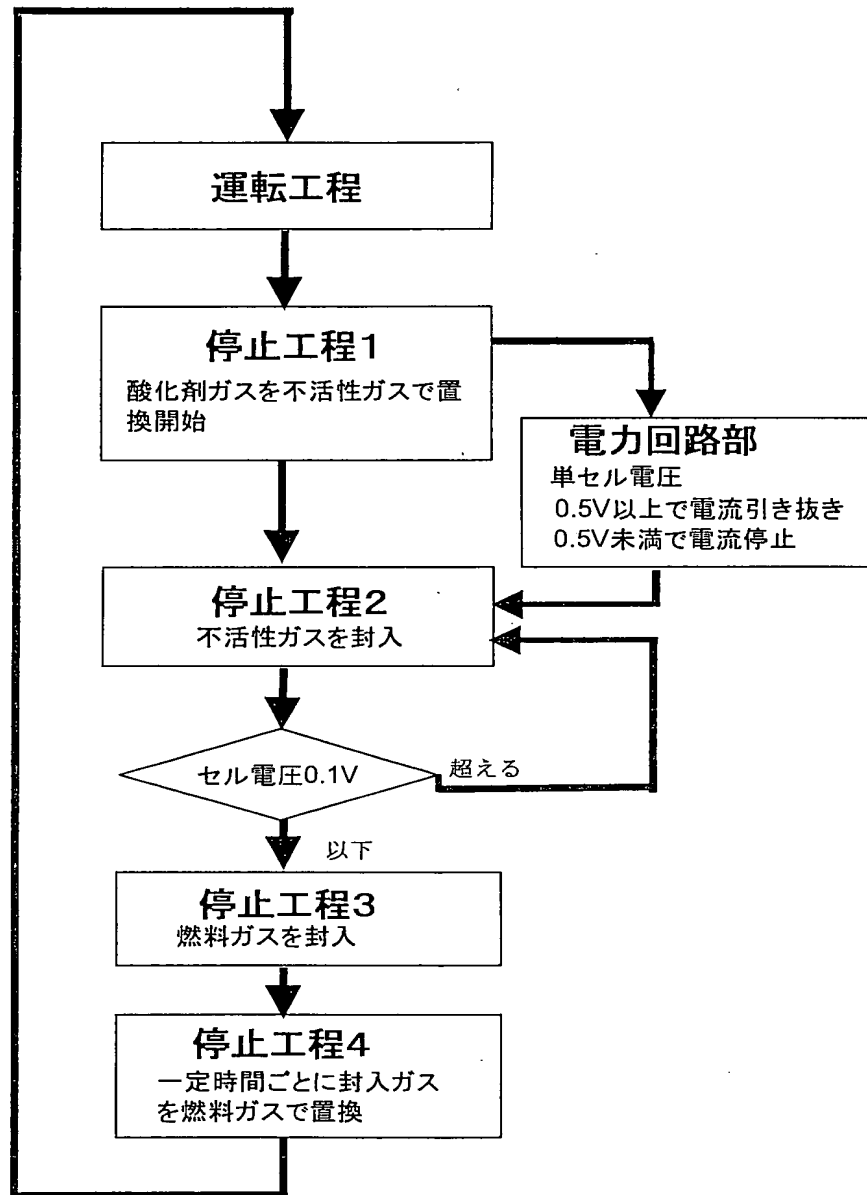 運転工程
停止工程1
酸化剤ガスを不活性ガスで置
換開始
電力回路部
単セル電圧
0.5V以上で電流引き抜き
0.5V未満で電流停止
停止工程2
不活性ガスを封入
セル電圧0.1V
超える
以下
停止工程3
燃料ガスを封入
停止工程4
一定時間ごとに封入ガス
を燃料ガスで置換